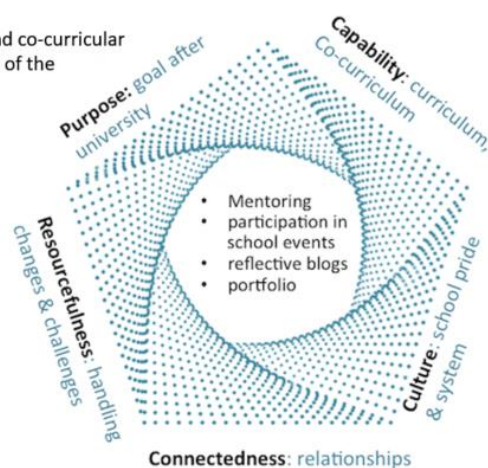 nd co-curricular
of the
Purpose: goal after
university
Capability: curriculum,
Co-curriculum
• Mentoring
• participation in
school events
• reflective blogs
• portfolio
Resourcefulness: handling
changes & challenges
Culture: school pride
& system
Connectedness: relationships